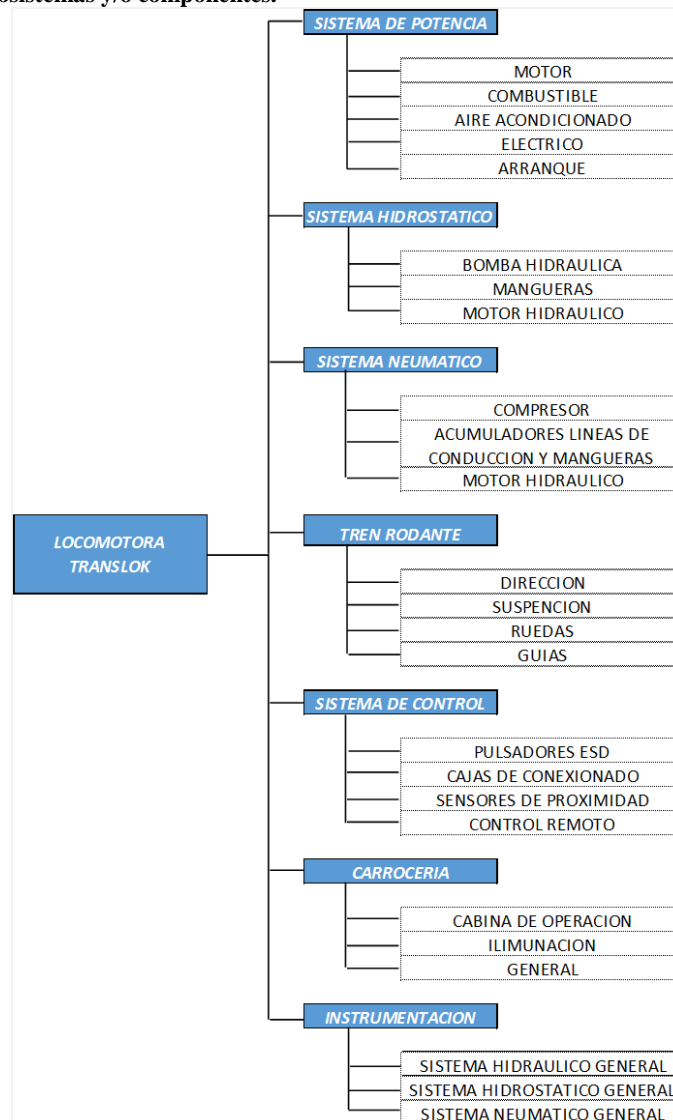 osistemas y/o componentes.
SISTEMA DE POTENCIA
MOTOR
COMBUSTIBLE
AIRE ACONDICIONADO
ELECTRICO
ARRANQUE
SISTEMA HIDROSTATICO
BOMBA HIDRAULICA
MANGUERAS
MOTOR HIDRAULICO
SISTEMA NEUMATICO
COMPRESOR
ACUMULADORES LINEAS DE
CONDUCCION Y MANGUERAS
MOTOR HIDRAULICO
LOCOMOTORA
TRANSLOK
TREN RODANTE
DIRECCION
SUSPENCION
RUEDAS
GUIAS
SISTEMA DE CONTROL
PULSADORES ESD
CAJAS DE CONEXIONADO
SENSORES DE PROXIMIDAD
CONTROL REMOTO
CARROCERIA
CABINA DE OPERACION
ILIMUNACION
GENERAL
INSTRUMENTACION
SISTEMA HIDRAULICO GENERAL
SISTEMA HIDROSTATICO GENERAL
SISTEMA NEUMATICO GENERAL